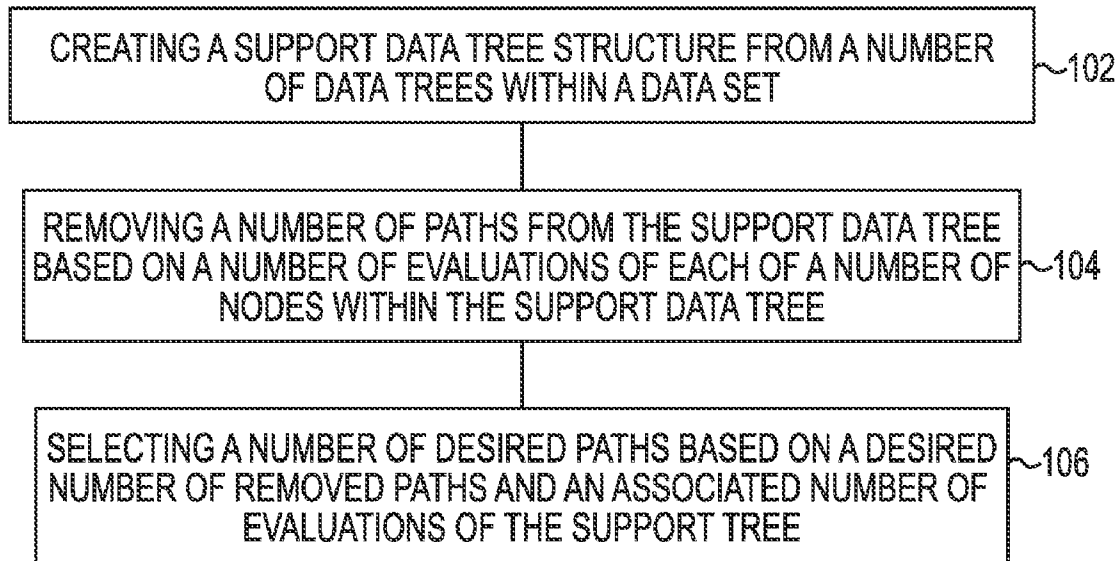 CREATING A SUPPORT DATA TREE STRUCTURE FROM A NUMBER
OF DATA TREES WITHIN A DATA SET
102
REMOVING A NUMBER OF PATHS FROM THE SUPPORT DATA TREE
BASED ON A NUMBER OF EVALUATIONS OF EACH OF A NUMBER OF
NODES WITHIN THE SUPPORT DATA TREE
104
SELECTING A NUMBER OF DESIRED PATHS BASED ON A DESIRED
NUMBER OF REMOVED PATHS AND AN ASSOCIATED NUMBER OF
EVALUATIONS OF THE SUPPORT TREE
106